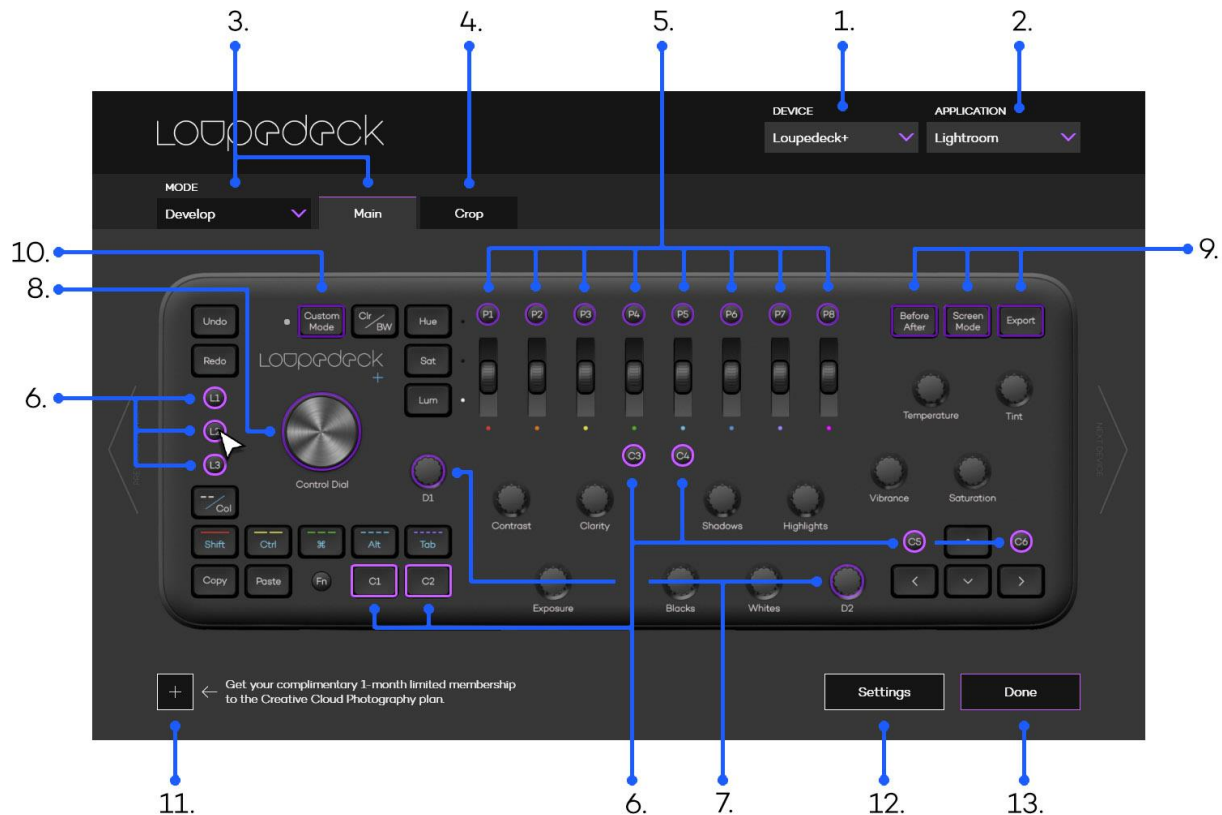 3.
4.
5.
1.
2.
DEVICE
APPLICATION
LOUPEDECK
Loupedeck+
Lightroom
MODE
Develop
Main
Crop
10.
9.
8.
Undo
Custom
Mode
Clr/BW
Hue
P1
P2
P3
P4
P5
P6
P7
P8
Before
After
Screen
Mode
Export
Redo
LOUPEDECK
+
Sat
6.
L1
Lum
Temperature
Tint
L2
NEXT DEVICE
L3
C3
C4
Control Dial
D1
Vibrance
Saturation
Col
Contrast
Clarity
Shadows
Highlights
Shift
Ctrl
⌘
Alt
Tab
C5
C6
Copy
Paste
Fn
C1
C2
Exposure
Blacks
Whites
D2
+
← Get your complimentary 1-month limited membership
to the Creative Cloud Photography plan.
Settings
Done
11.
6.
7.
12.
13.